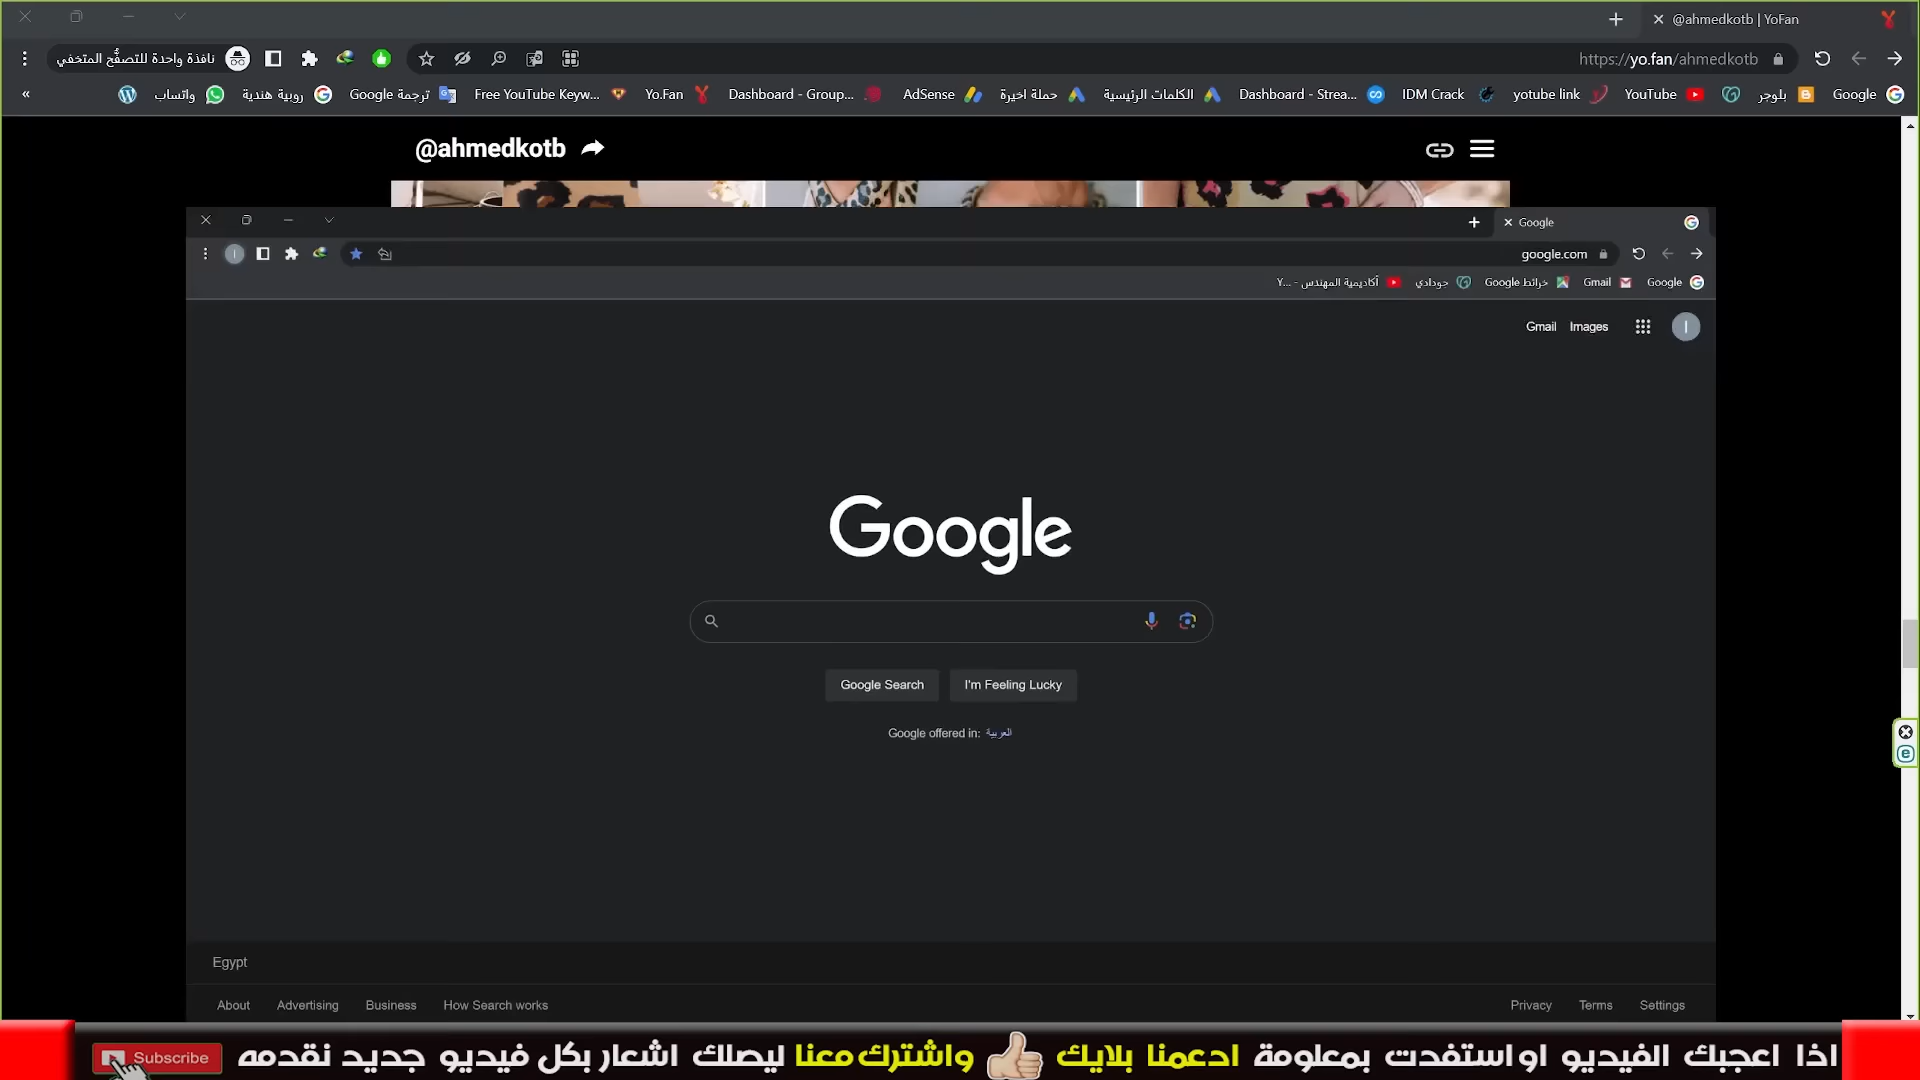 @ahmedkotb | YoFan
نافذة واحدة للتصفُّح المتخفي
https://yo.fan/ahmedkotb
Google
بلوجر
YouTube
yotube link
IDM Crack
Dashboard - Strea...
الكلمات الرئيسية
حملة اخيرة
AdSense
Dashboard - Group...
Yo.Fan
Free YouTube Keyw...
ترجمة Google
روبية هندية
واتساب
«
@ahmedkotb
Google
google.com
Google
Gmail
خرائط Google
جودادي
أكاديمية المهندس - Y...
Gmail Images
I
Google
Google Search I'm Feeling Lucky
Google offered in: العربية
Egypt
About Advertising Business How Search works
Privacy Terms Settings
اذا اعجبك الفيديو او استفدت بمعلومة ادعمنا بلايك واشترك معنا ليصلك اشعار بكل فيديو جديد نقدمه
Subscribe